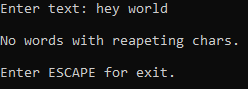 Enter text: hey world
No words with reapeting chars.
Enter ESCAPE for exit.